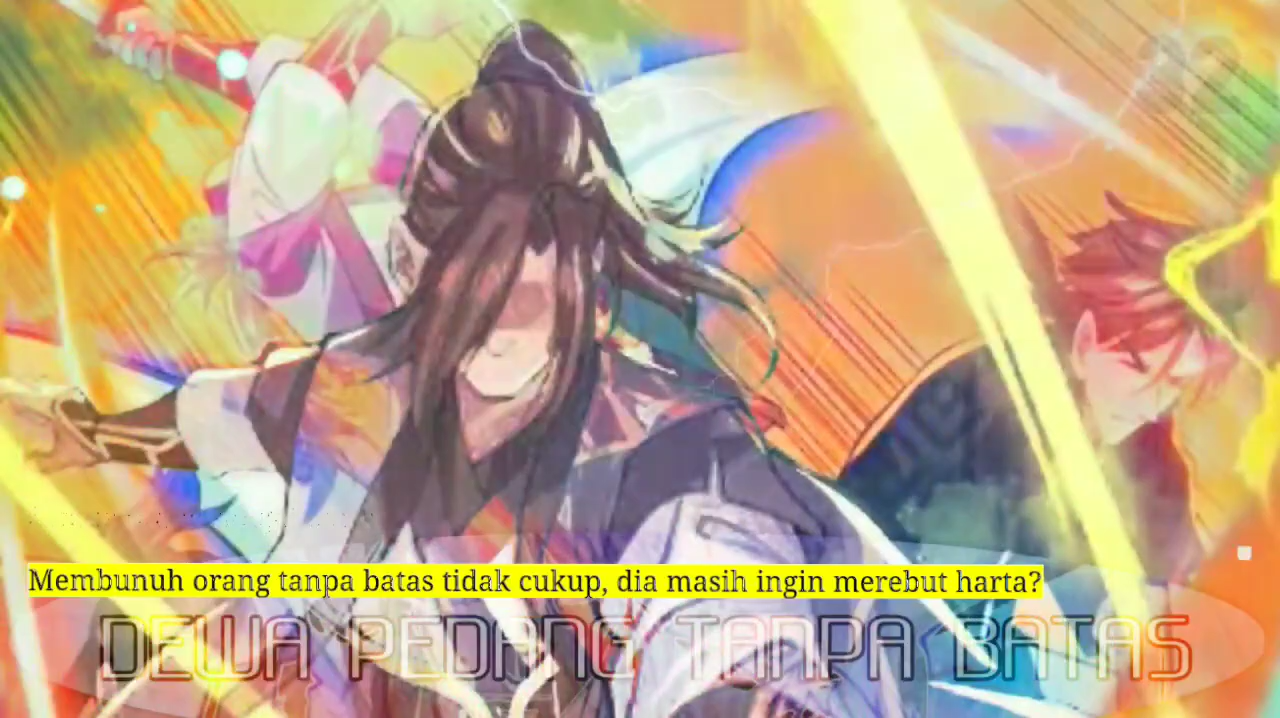 Membunuh orang tanpa batas tidak cukup, dia masih ingin merebut harta?
DEWA PEDANG TANPA BATAS